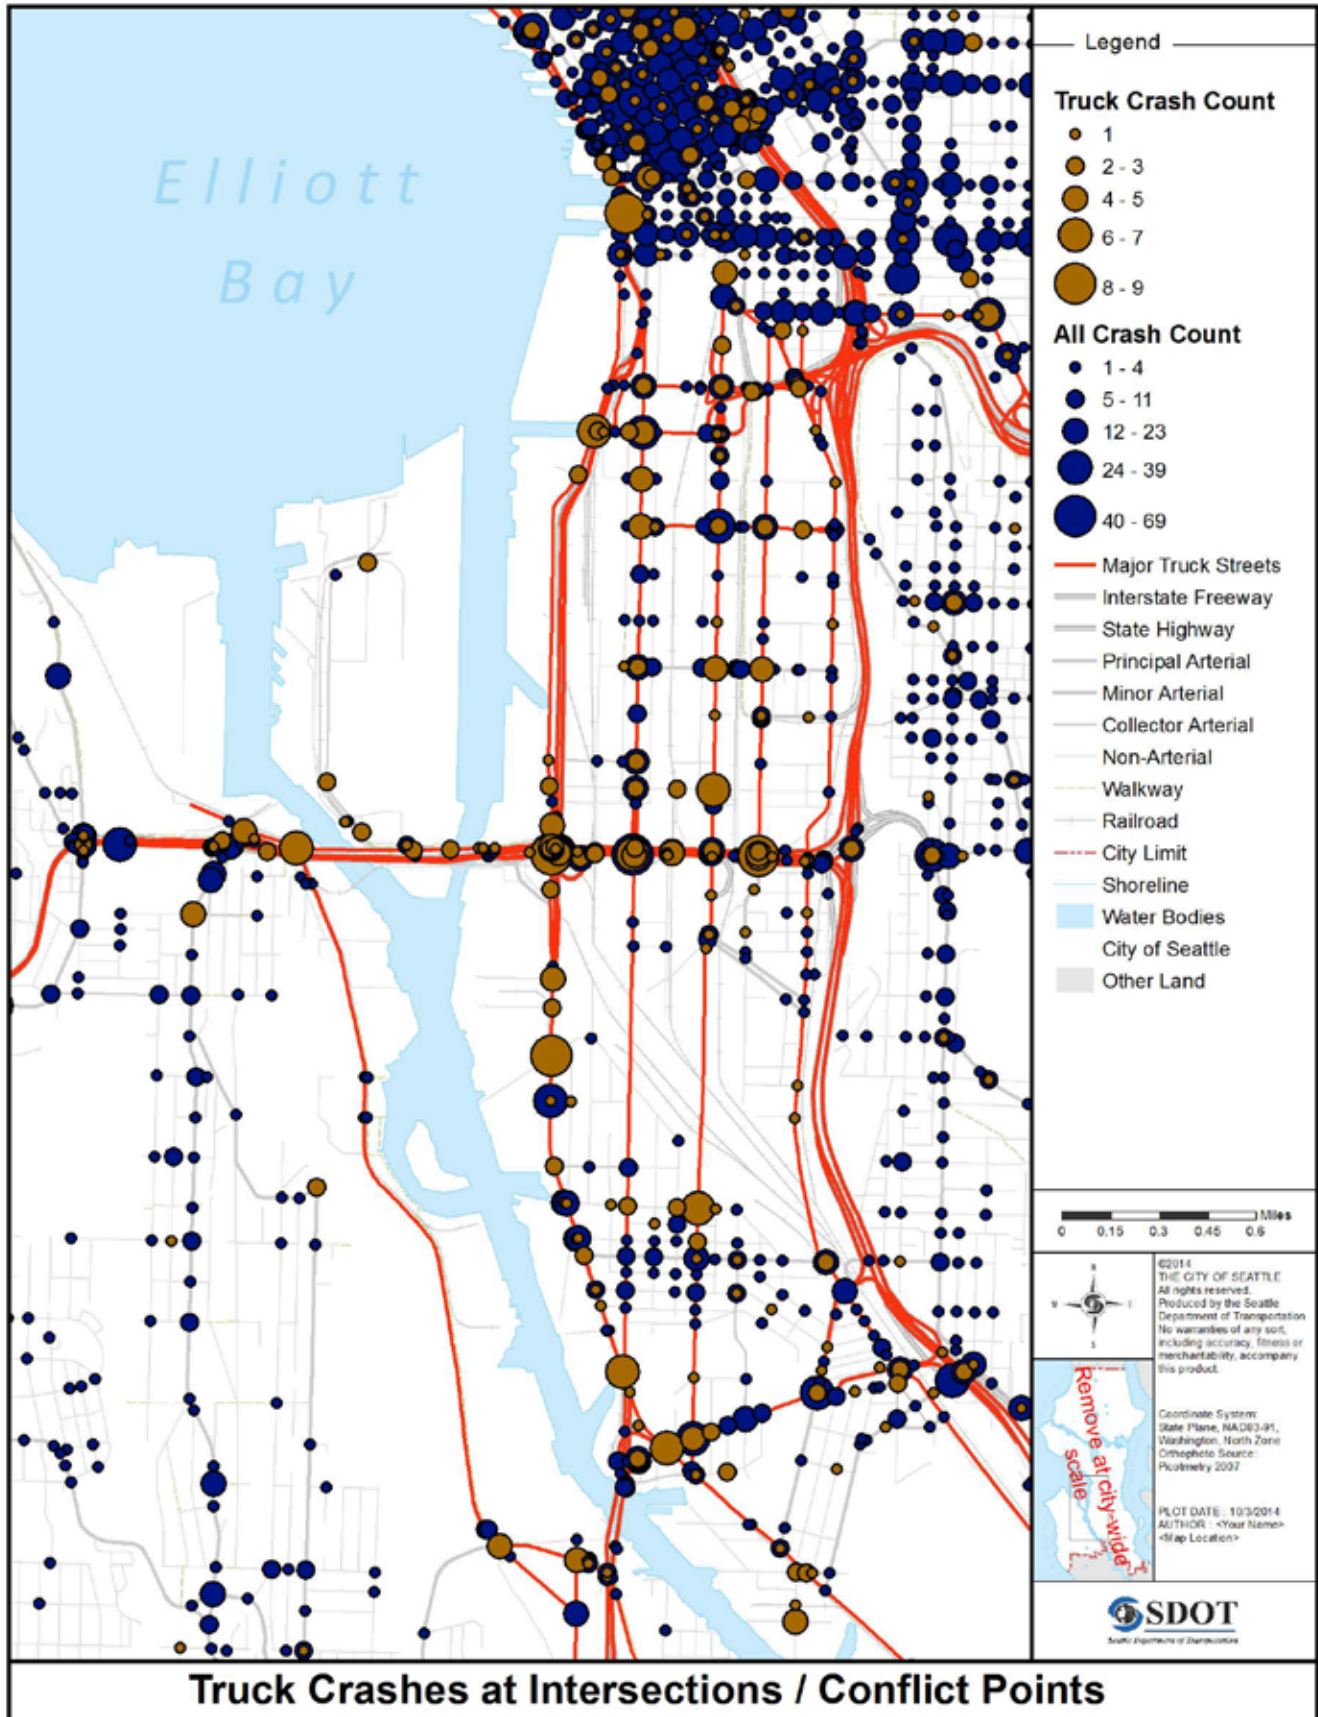 Elliott
Bay
Legend
Truck Crash Count
1
2 - 3
4 - 5
6 - 7
8 - 9
All Crash Count
1 - 4
5 - 11
12 - 23
24 - 39
40 - 69
Major Truck Streets
Interstate Freeway
State Highway
Principal Arterial
Minor Arterial
Collector Arterial
Non-Arterial
Walkway
Railroad
City Limit
Shoreline
Water Bodies
City of Seattle
Other Land
Miles
0 0.15 0.3 0.45 0.6
N
W E
S
©2014
THE CITY OF SEATTLE
All rights reserved.
Produced by the Seattle
Department of Transportation
No warranties of any sort,
including accuracy, fitness or
merchantability, accompany
this product.
Coordinate System:
State Plane, NAD83-91,
Washington, North Zone
Orthophoto Source:
Pictometry 2007
PLOT DATE : 10/3/2014
AUTHOR : <Your Name>
<Map Location>
Remove at city-wide
scale
SDOT
Seattle Department of Transportation
Truck Crashes at Intersections / Conflict Points